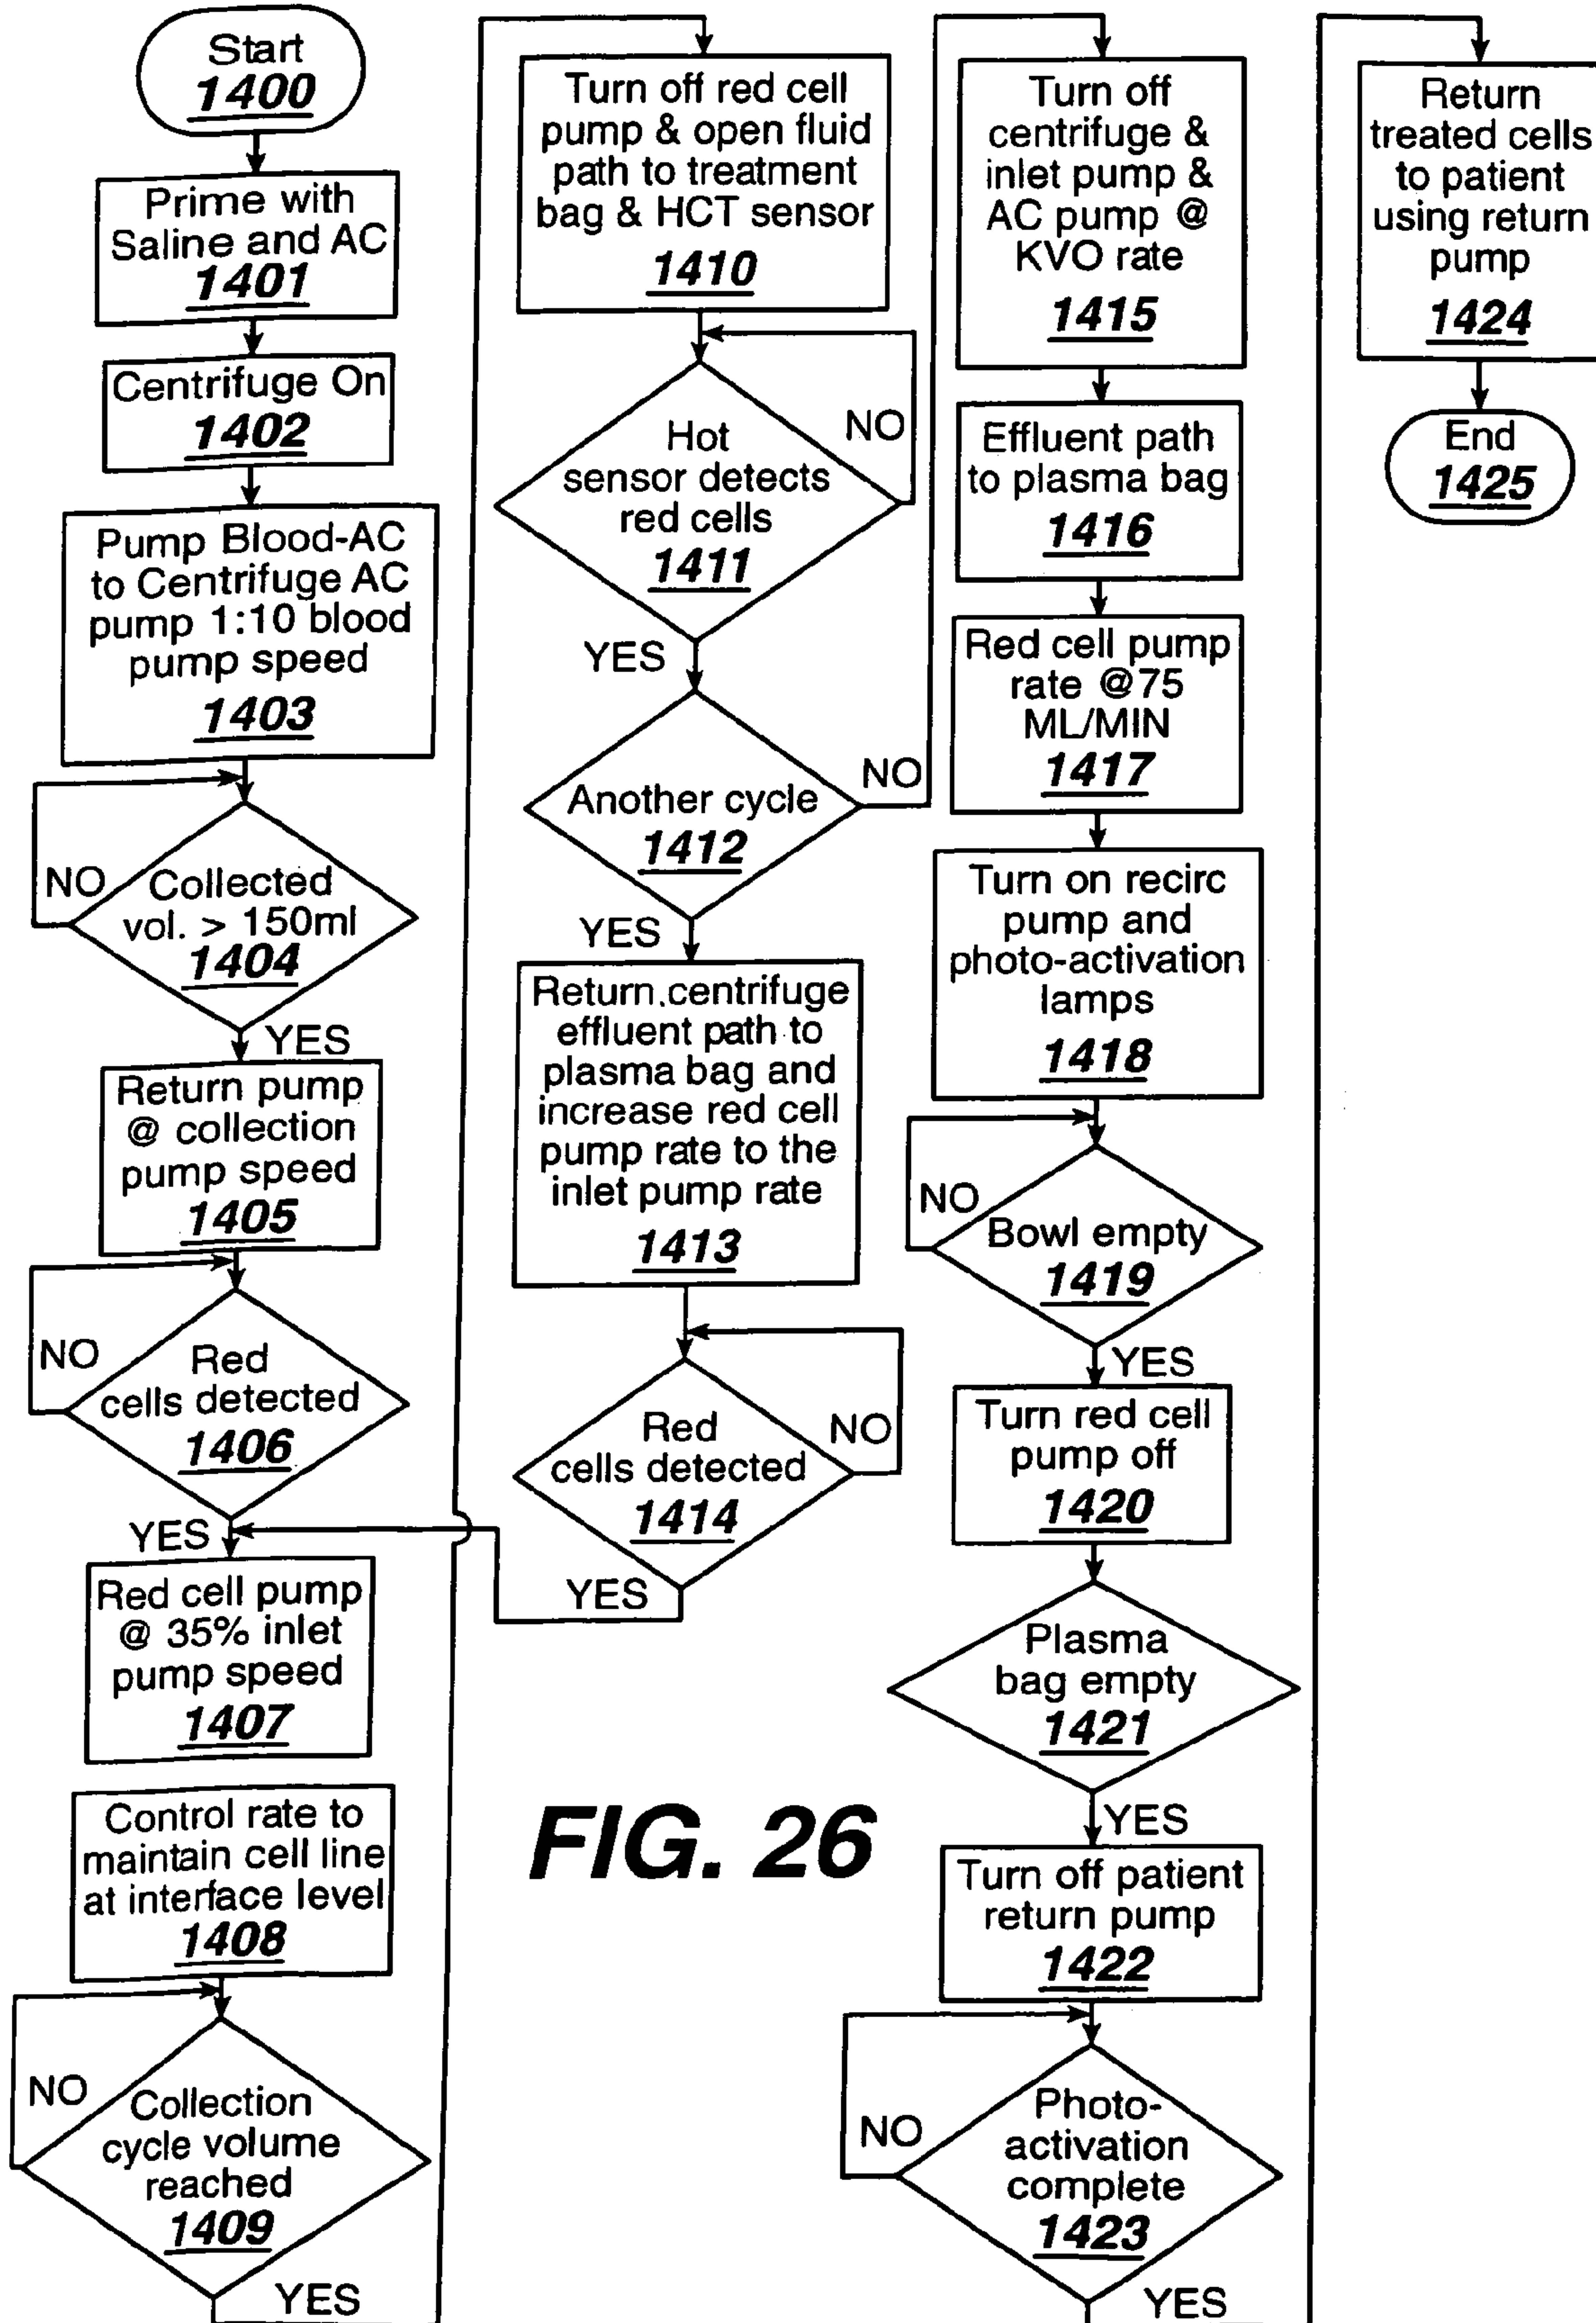 Start
1400
Prime with
Saline and AC
1401
Centrifuge On
1402
Pump Blood-AC
to Centrifuge AC
pump 1:10 blood
pump speed
1403
NO
Collected
vol. > 150ml
1404
YES
Return pump
@ collection
pump speed
1405
NO
Red
cells detected
1406
YES
Red cell pump
@ 35% inlet
pump speed
1407
Control rate to
maintain cell line
at interface level
1408
NO
Collection
cycle volume
reached
1409
YES
Turn off red cell
pump & open fluid
path to treatment
bag & HCT sensor
1410
NO
Hot
sensor detects
red cells
1411
YES
NO
Another cycle
1412
YES
Return.centrifuge
effluent path to
plasma bag and
increase red cell
pump rate to the
inlet pump rate
1413
NO
Red
cells detected
1414
YES
Turn off
centrifuge &
inlet pump &
AC pump @
KVO rate
1415
Effluent path
to plasma bag
1416
Red cell pump
rate @75
ML/MIN
1417
Turn on recirc
pump and
photo-activation
lamps
1418
NO
Bowl empty
1419
YES
Turn red cell
pump off
1420
Plasma
bag empty
1421
YES
Turn off patient
return pump
1422
NO
Photo-
activation
complete
1423
YES
Return
treated cells
to patient
using return
pump
1424
End
1425
FIG. 26